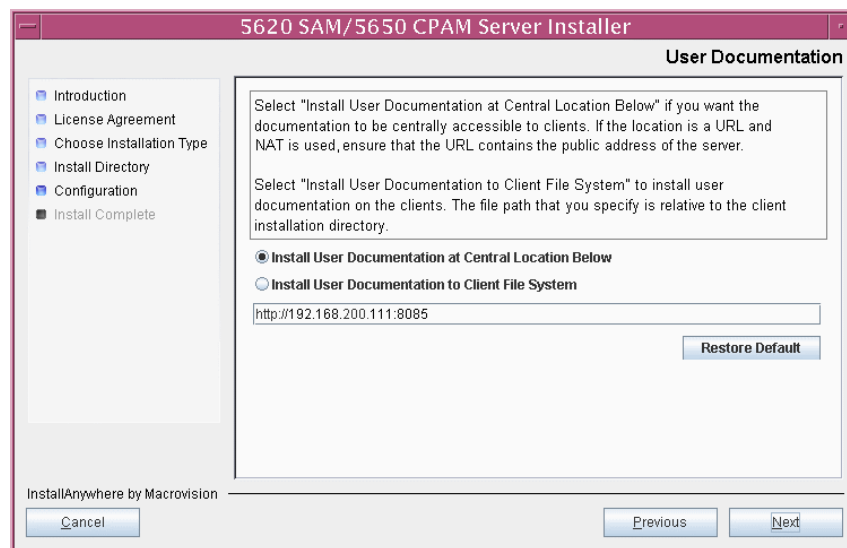 5620 SAM/5650 CPAM Server Installer
User Documentation
Introduction
License Agreement
Choose Installation Type
Install Directory
Configuration
Install Complete
Select "Install User Documentation at Central Location Below" if you want the
documentation to be centrally accessible to clients. If the location is a URL and
NAT is used, ensure that the URL contains the public address of the server.
Select "Install User Documentation to Client File System" to install user
documentation on the clients. The file path that you specify is relative to the client
installation directory.
Install User Documentation at Central Location Below
Install User Documentation to Client File System
http://192.168.200.111:8085
Restore Default
InstallAnywhere by Macrovision
Cancel
Previous
Next